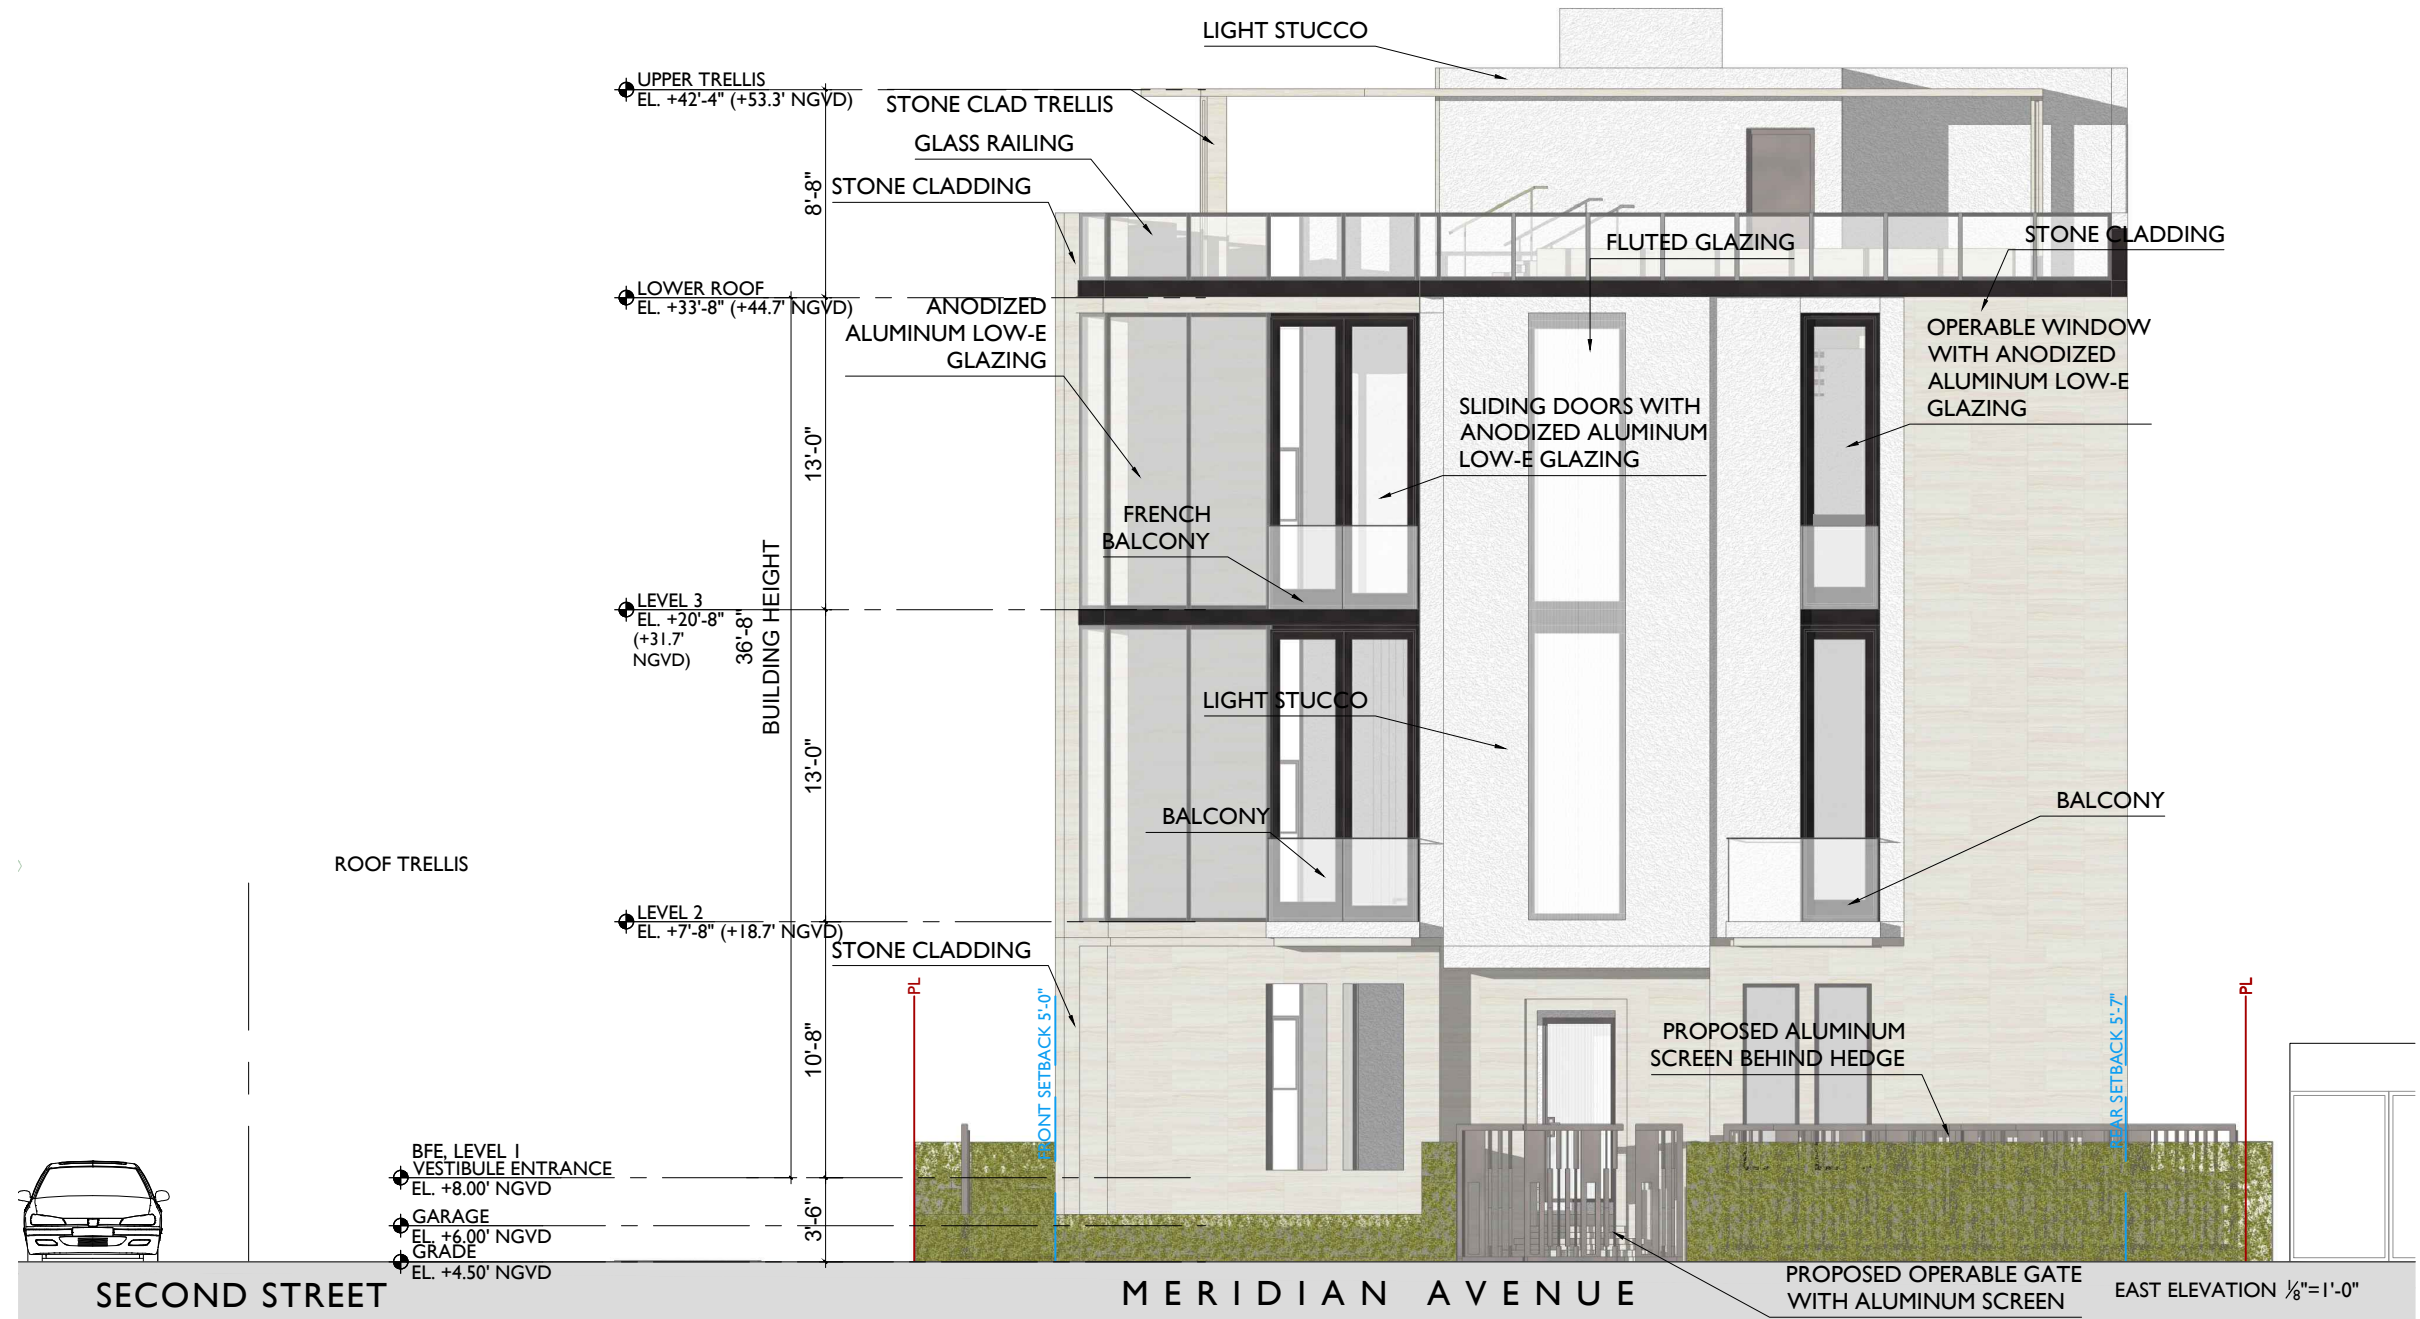 LIGHT STUCCO
UPPER TRELLIS
EL. +42'-4" (+53.3' NGVD)
STONE CLAD TRELLIS
GLASS RAILING
STONE CLADDING
8'-8"
FLUTED GLAZING
STONE CLADDING
LOWER ROOF
EL. +33'-8" (+44.7' NGVD)
ANODIZED
ALUMINUM LOW-E
GLAZING
OPERABLE WINDOW
WITH ANODIZED
ALUMINUM LOW-E
GLAZING
SLIDING DOORS WITH
ANODIZED ALUMINUM
LOW-E GLAZING
13'-0"
FRENCH
BALCONY
LEVEL 3
EL. +20'-8"
(+31.7'
NGVD)
36'-8"
BUILDING HEIGHT
LIGHT STUCCO
13'-0"
BALCONY
BALCONY
ROOF TRELLIS
LEVEL 2
EL. +7'-8" (+18.7' NGVD)
STONE CLADDING
PL
FRONT SETBACK 5'-0"
10'-8"
PROPOSED ALUMINUM
SCREEN BEHIND HEDGE
REAR SETBACK 5'-7"
PL
BFE, LEVEL 1
VESTIBULE ENTRANCE
EL. +8.00' NGVD
GARAGE
EL. +6.00' NGVD
GRADE
EL. +4.50' NGVD
3'-6"
SECOND STREET
MERIDIAN AVENUE
PROPOSED OPERABLE GATE
WITH ALUMINUM SCREEN
EAST ELEVATION ⅛"=1'-0"